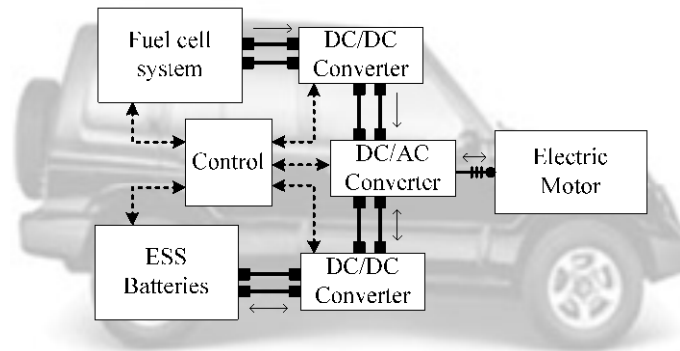 Fuel cell
system
DC/DC
Converter
Control
DC/AC
Converter
Electric
Motor
ESS
Batteries
DC/DC
Converter